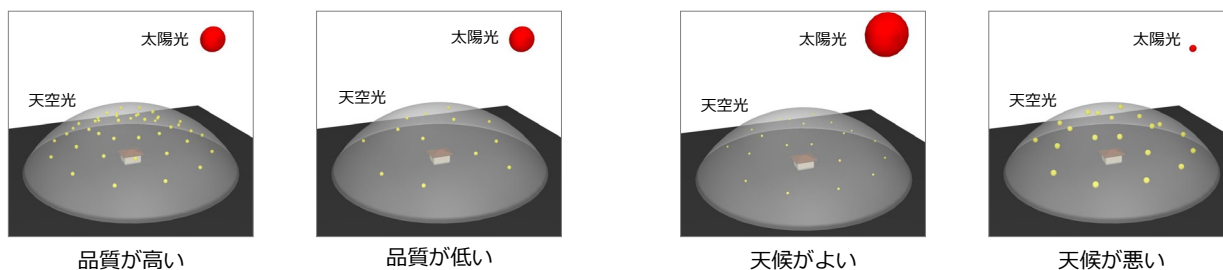 太陽光
天空光
品質が高い
太陽光
天空光
品質が低い
太陽光
天空光
天候がよい
太陽光
天空光
天候が悪い